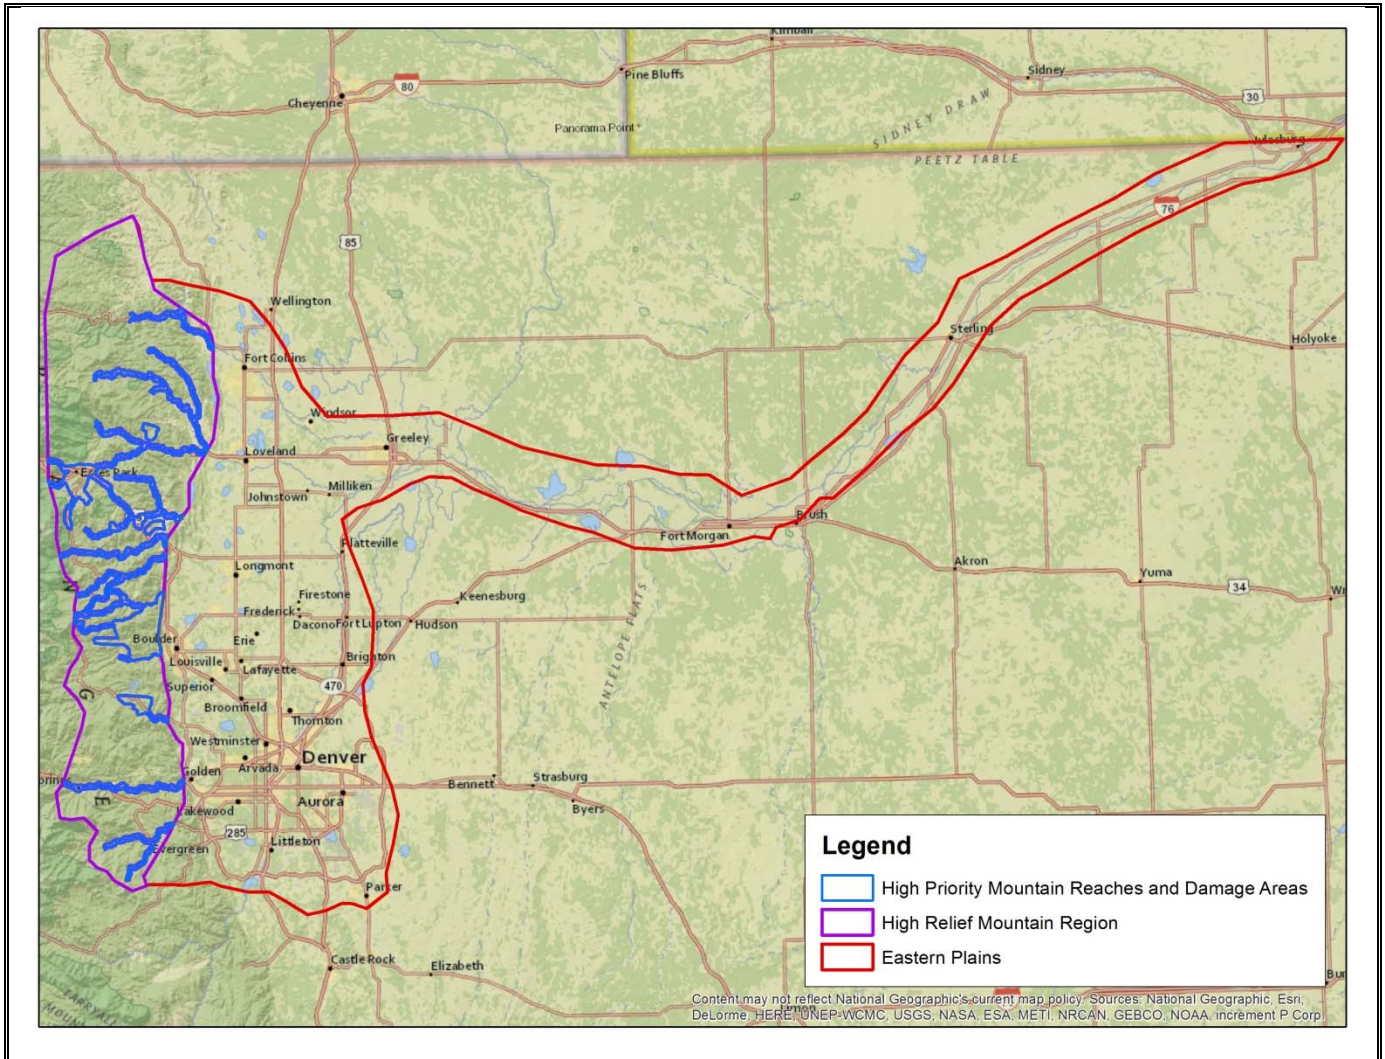 Kimball
Sidney
Pine Bluffs
80
Cheyenne
30
SIDNEY DRAW
Panorama Point
Julesburg
PEETZ TABLE
76
85
Wellington
Sterling
Holyoke
Fort Collins
Windsor
Greeley
Loveland
Estes Park
Milliken
Johnstown
Brush
Fort Morgan
Platteville
Akron
Longmont
Yuma
34
Firestone
Keenesburg
Frederick
Dacono
Fort Lupton
Hudson
N
ANTELOPE FLATS
Boulder
Erie
Louisville
Lafayette
Brighton
Superior
470
G
Broomfield
Thornton
Westminster
Denver
Golden
Arvada
Bennett
Strasburg
E
Aurora
Lakewood
Byers
285
Littleton
Evergreen
Parker
Castle Rock
Elizabeth
Legend
High Priority Mountain Reaches and Damage Areas
High Relief Mountain Region
Eastern Plains
Content may not reflect National Geographic's current map policy. Sources: National Geographic, Esri,
DeLorme, HERE, UNEP-WCMC, USGS, NASA, ESA, METI, NRCAN, GEBCO, NOAA, increment P Corp.